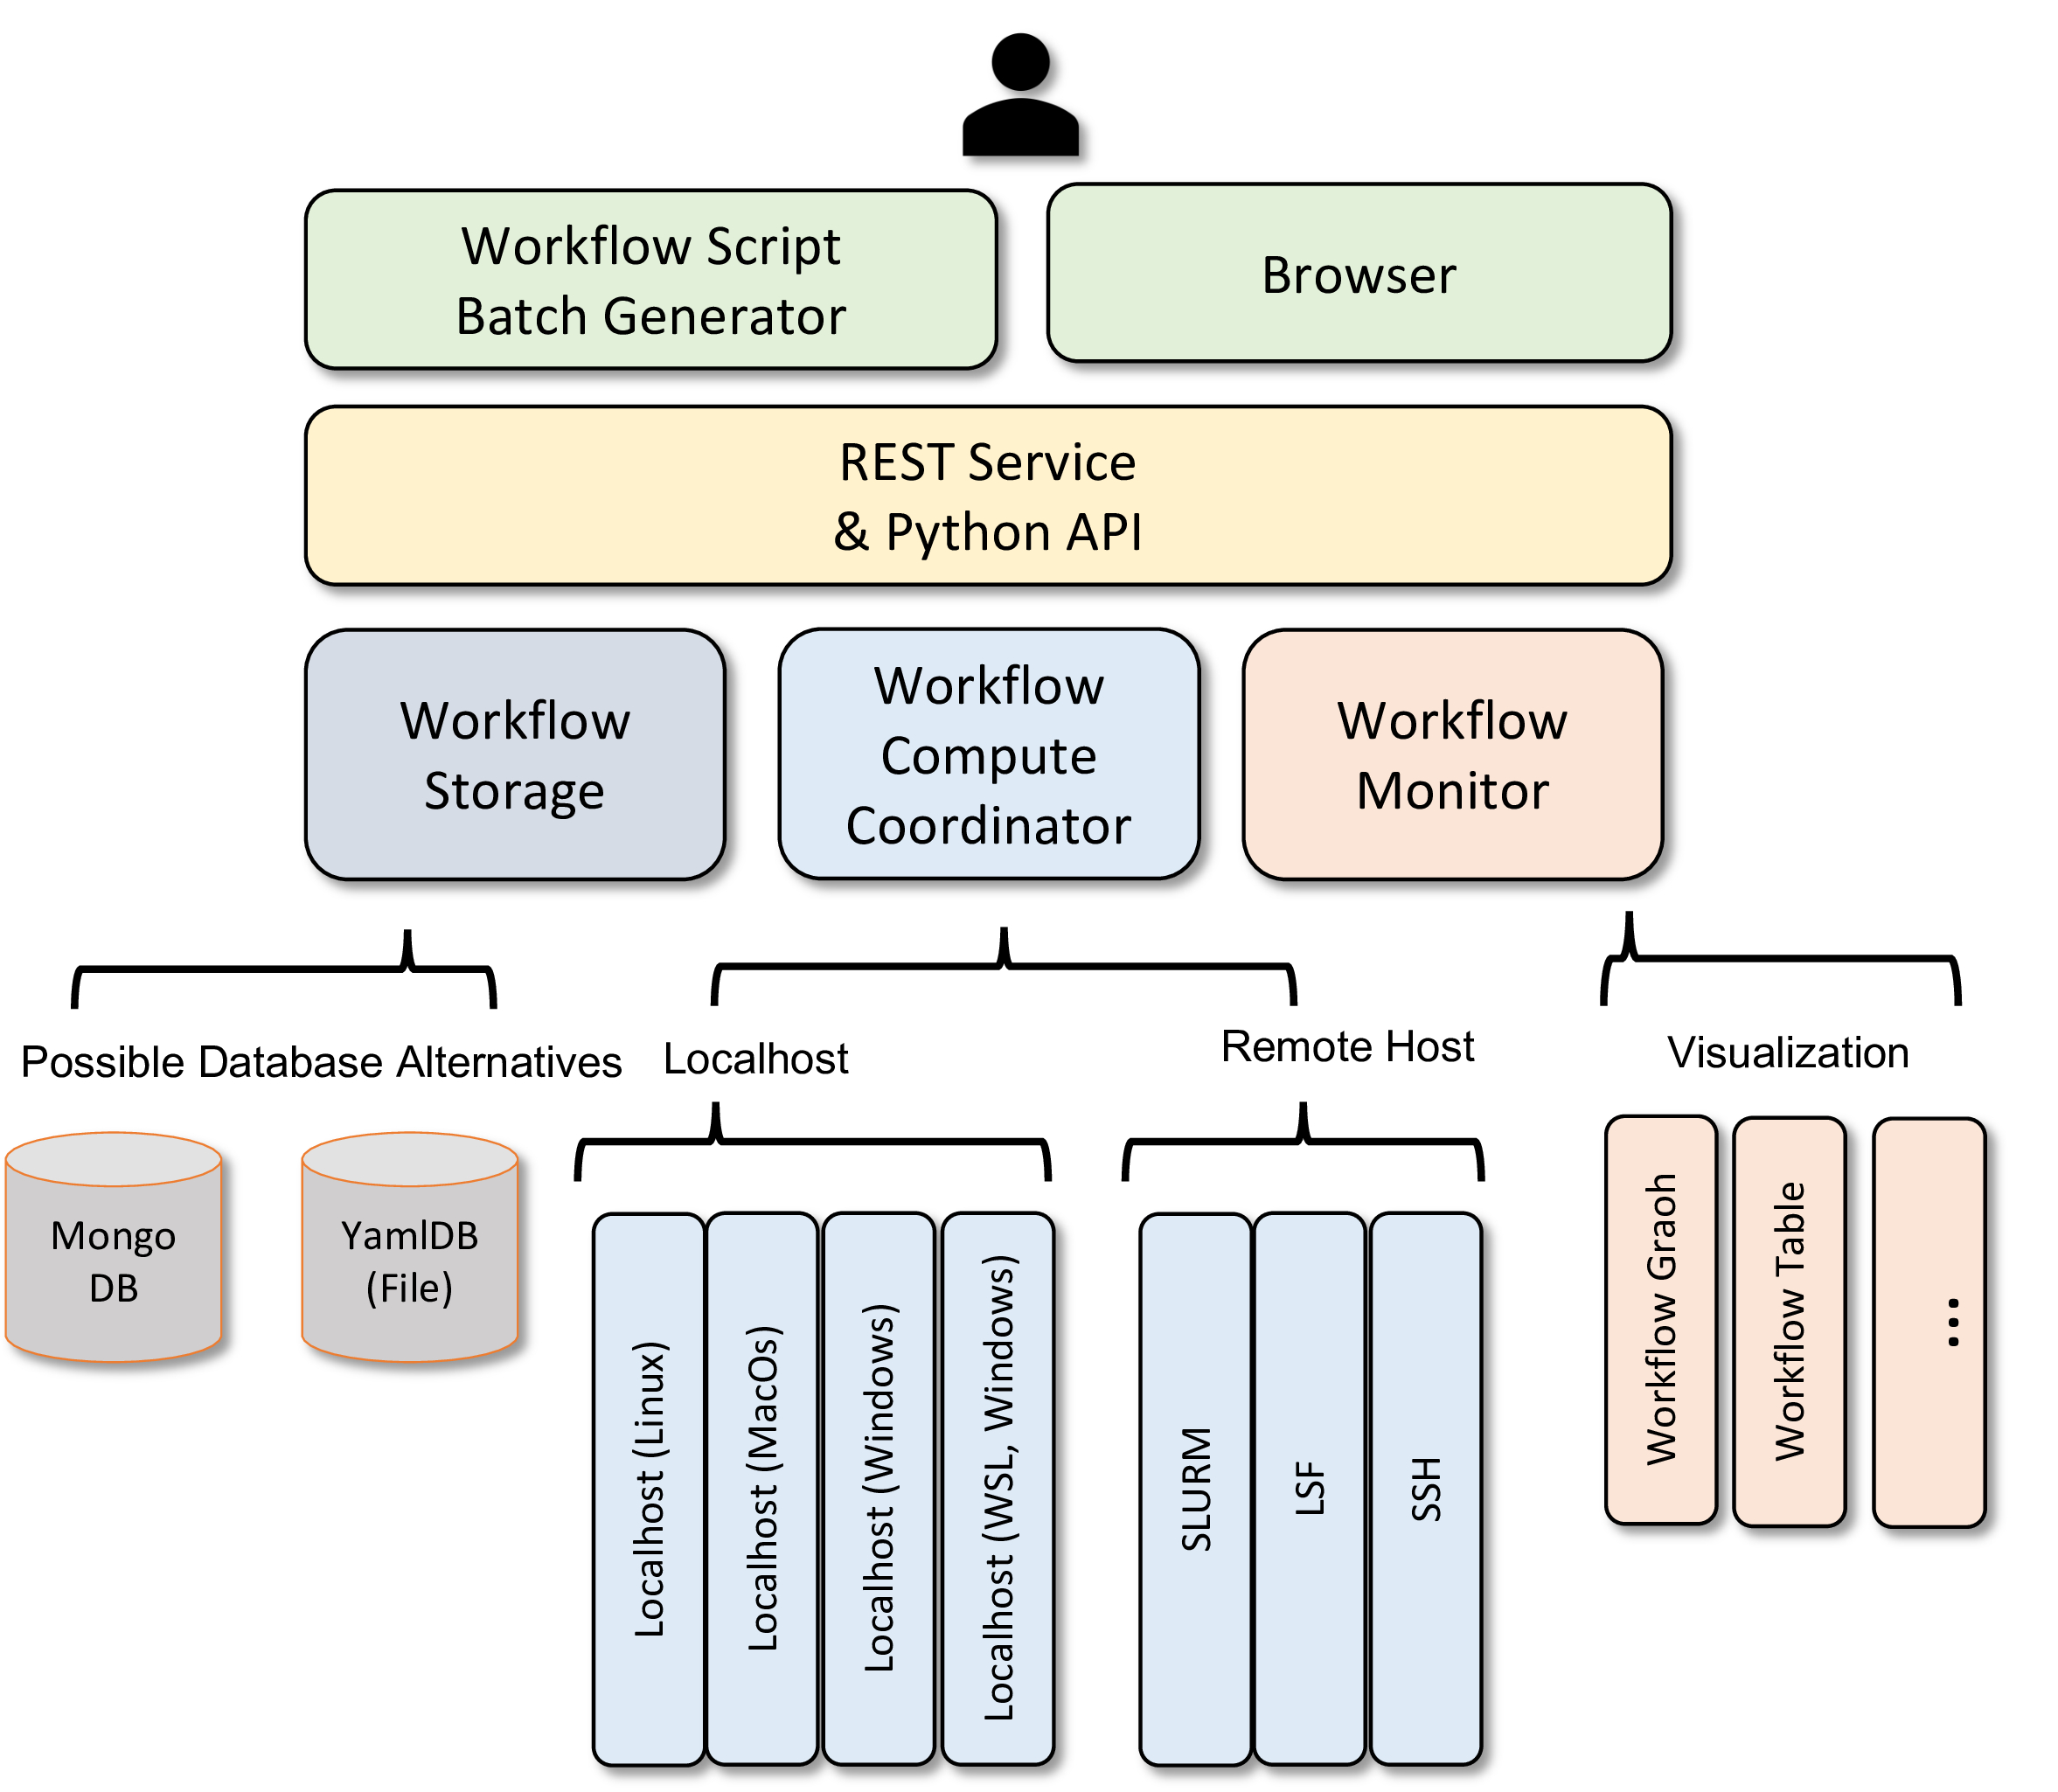 Workflow Script
Batch Generator
Browser
REST Service
& Python API
Workflow
Storage
Workflow
Compute
Coordinator
Workflow
Monitor
Possible Database Alternatives
Localhost
Remote Host
Visualization
Mongo
DB
YamlDB
(File)
Localhost (Linux)
Localhost (MacOs)
Localhost (Windows)
Localhost (WSL, Windows)
SLURM
LSF
SSH
Workflow Graoh
Workflow Table
...